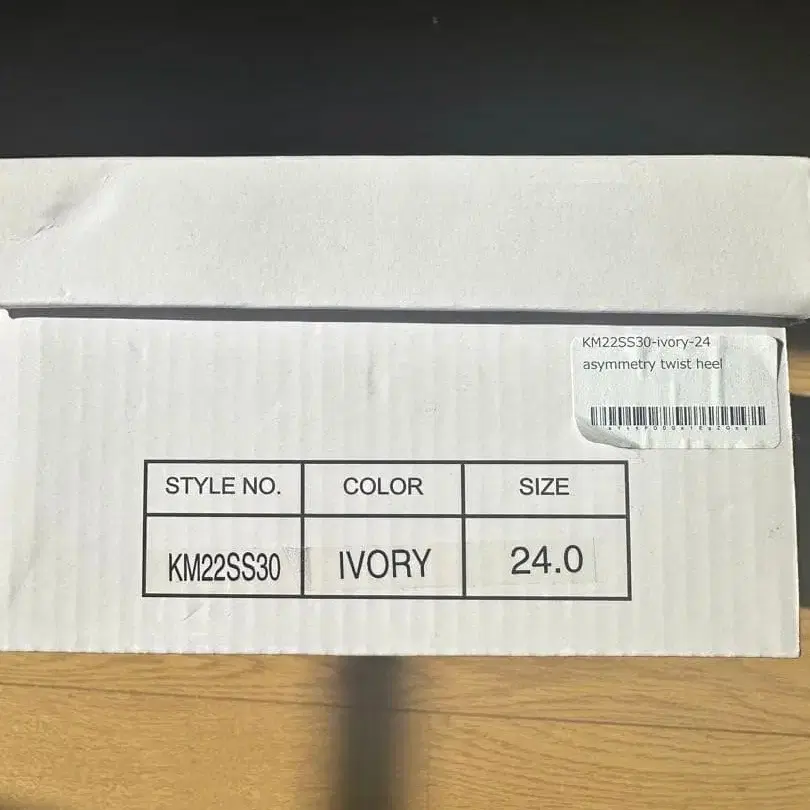 KM22SS30-ivory-24
asymmetry twist heel
STYLE NO. COLOR SIZE
KM22SS30 IVORY 24.0